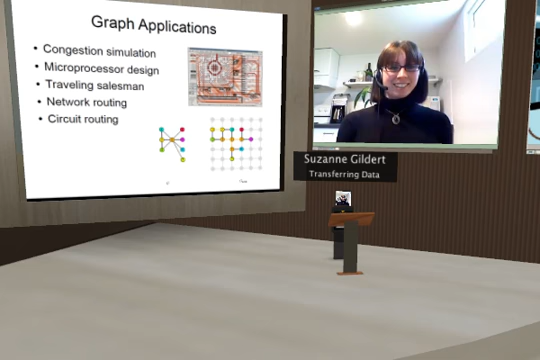 Graph Applications
• Congestion simulation
• Microprocessor design
• Traveling salesman
• Network routing
• Circuit routing
Suzanne Gildert
Transferring Data